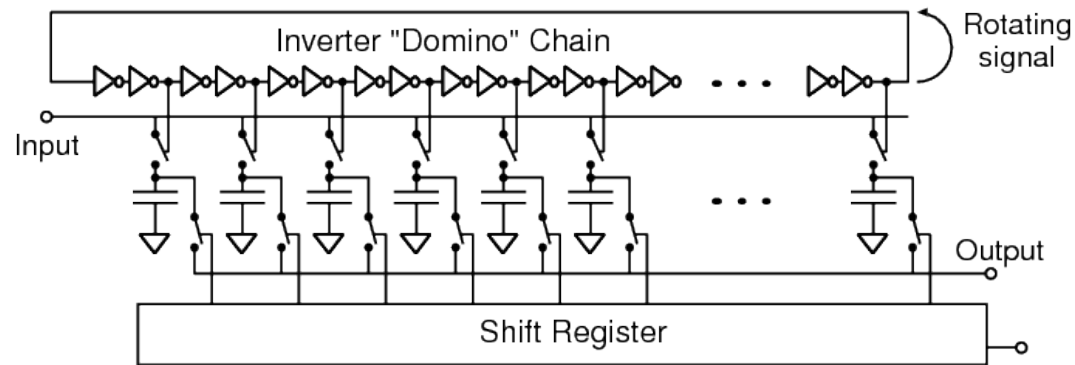 Inverter "Domino" Chain
Rotating
signal
Input
Output
Shift Register